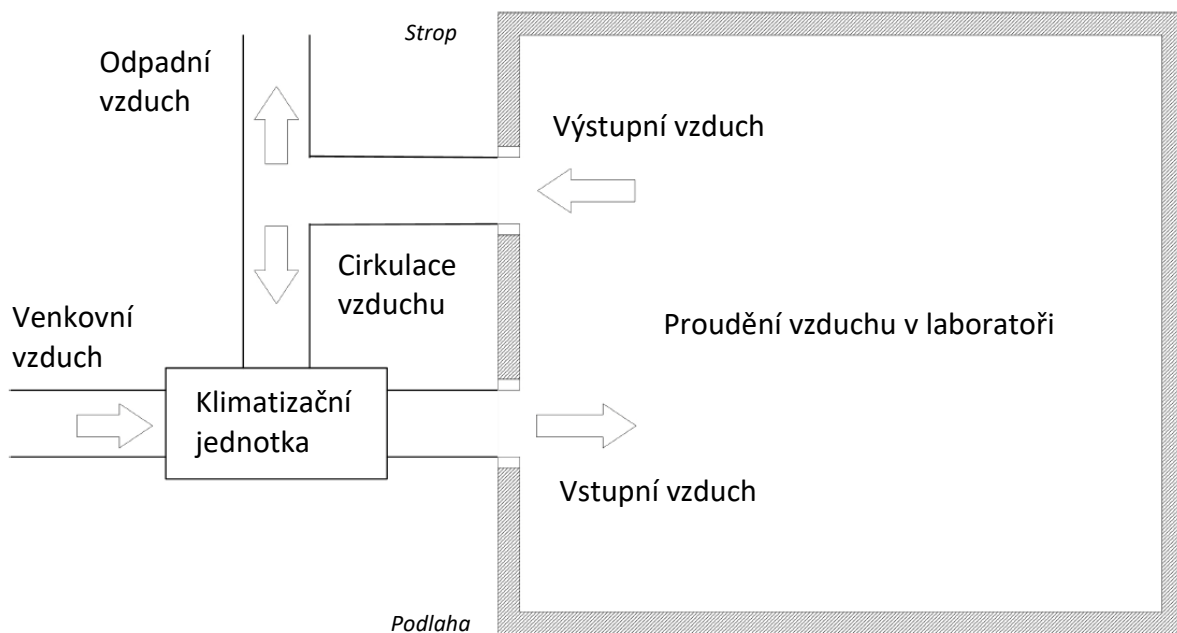 Strop
Odpadní
vzduch
Výstupní vzduch
Cirkulace
vzduchu
Venkovní
vzduch
Proudění vzduchu v laboratoři
Klimatizační
jednotka
Vstupní vzduch
Podlaha